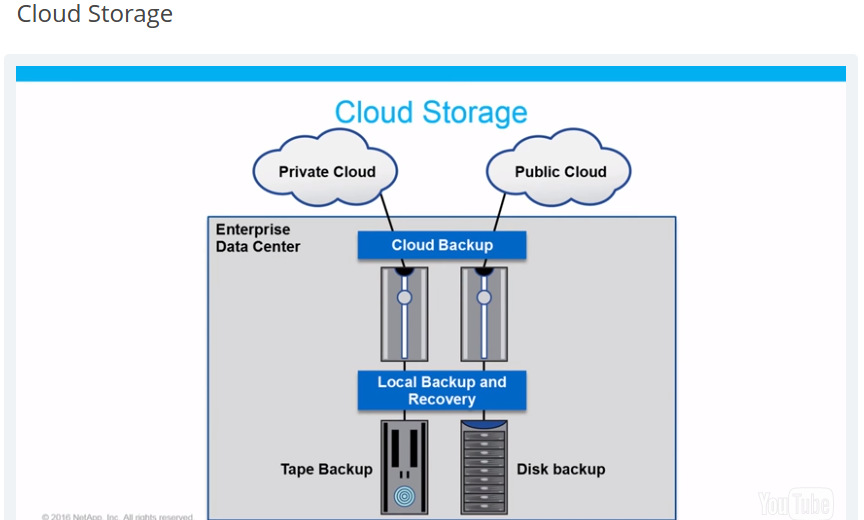 Cloud Storage
Cloud Storage
Private Cloud
Public Cloud
Enterprise
Data Center
Cloud Backup
Local Backup and
Recovery
Tape Backup
Disk backup
© 2016 NetApp, Inc. All rights reserved
YouTube